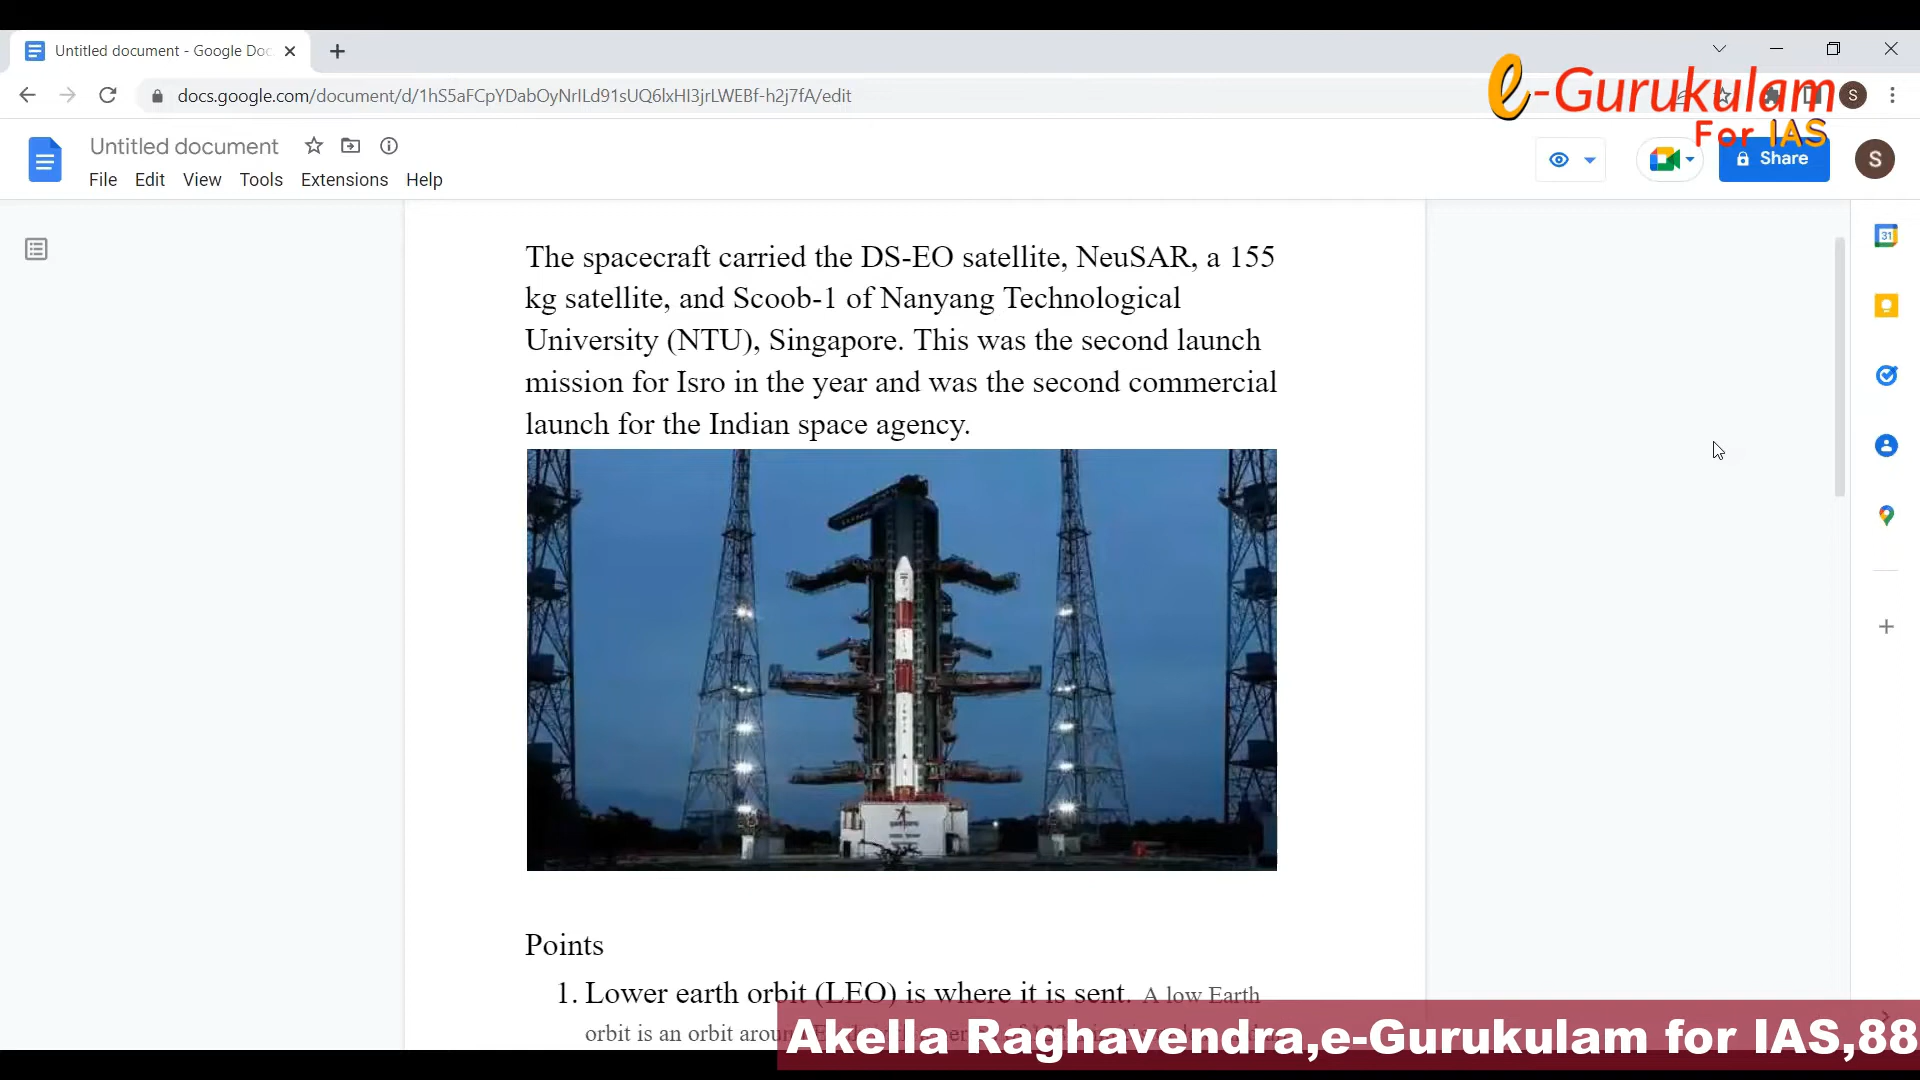 Untitled document - Google Doc
docs.google.com/document/d/1hS5aFCpYDabOyNrILd91sUQ6lxHI3jrLWEBf-h2j7fA/edit
e-Gurukulam
For IAS
S
Untitled document
File Edit View Tools Extensions Help
Share
S
31
The spacecraft carried the DS-EO satellite, NeuSAR, a 155
kg satellite, and Scoob-1 of Nanyang Technological
University (NTU), Singapore. This was the second launch
mission for Isro in the year and was the second commercial
launch for the Indian space agency.
Points
1. Lower earth orbit (LEO) is where it is sent. A low Earth
orbit is an orbit
Akella Raghavendra,e-Gurukulam for IAS,88